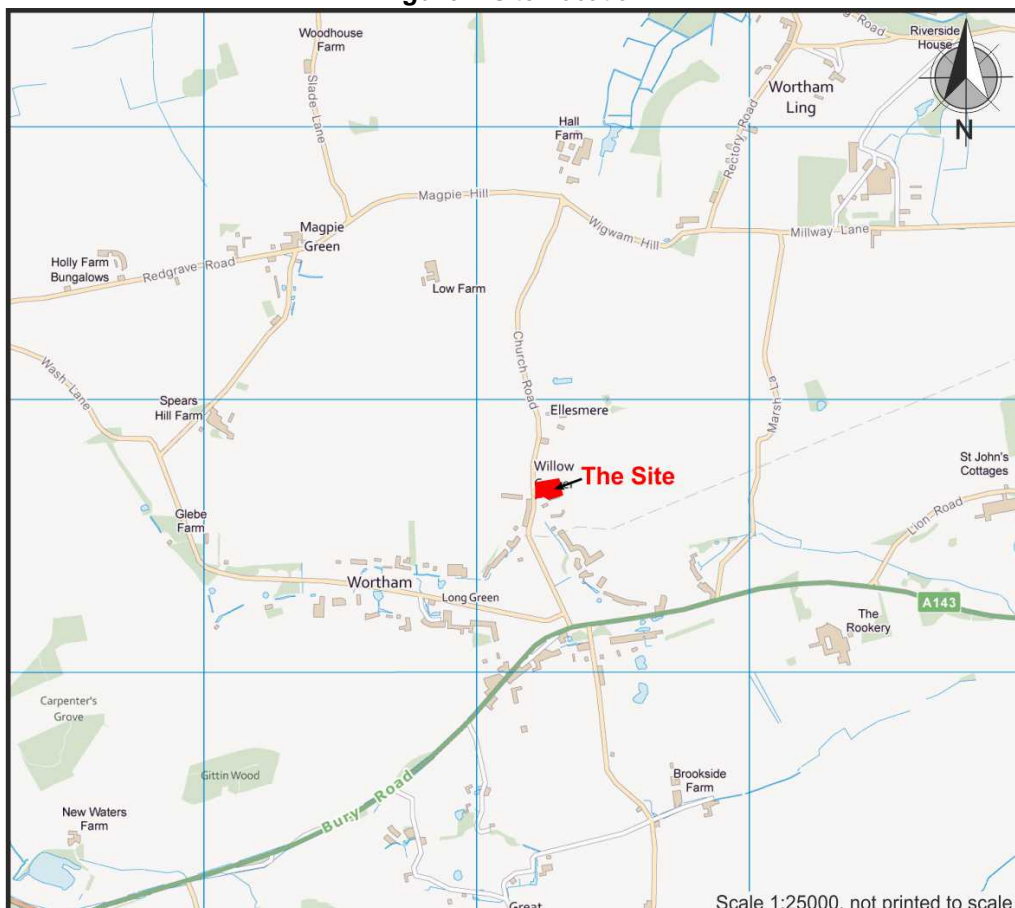 Woodhouse
Farm
Riverside
House
Slade Lane
Wortham
Ling
Hall
Farm
Rectory Road
N
Magpie Hill
Magpie
Green
Wigwam Hill
Millway Lane
Holly Farm
Bungalows
Redgrave Road
Low Farm
Church Road
Wash Lane
Marsh La
Spears
Hill Farm
Ellesmere
Willow
The Site
St John's
Cottages
Lion Road
Glebe
Farm
Wortham
Long Green
A143
The
Rookery
Carpenter's
Grove
Gittin Wood
Brookside
Farm
New Waters
Farm
Bury Road
Great
Scale 1:25000, not printed to scale